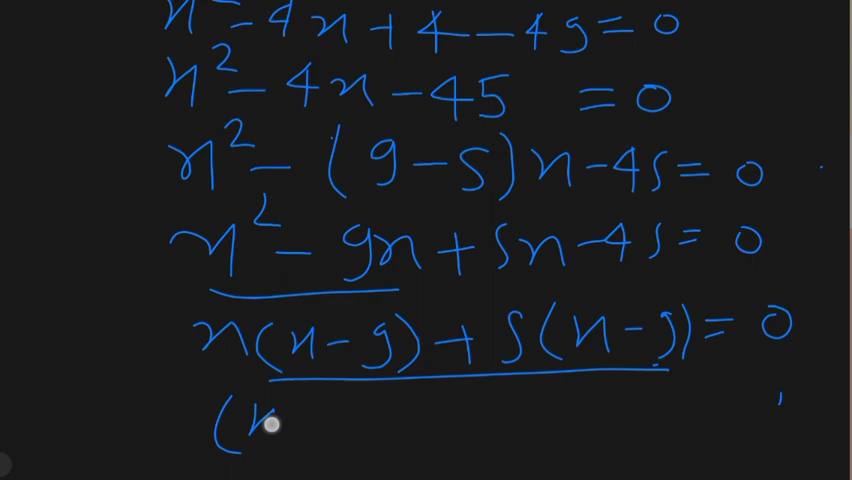 x² - 4x + 4 - 49 = 0
x² - 4x - 45 = 0
x² - (9 - 5)x - 45 = 0
x² - 9x + 5x - 45 = 0
x(x - 9) + 5(x - 9) = 0
(x